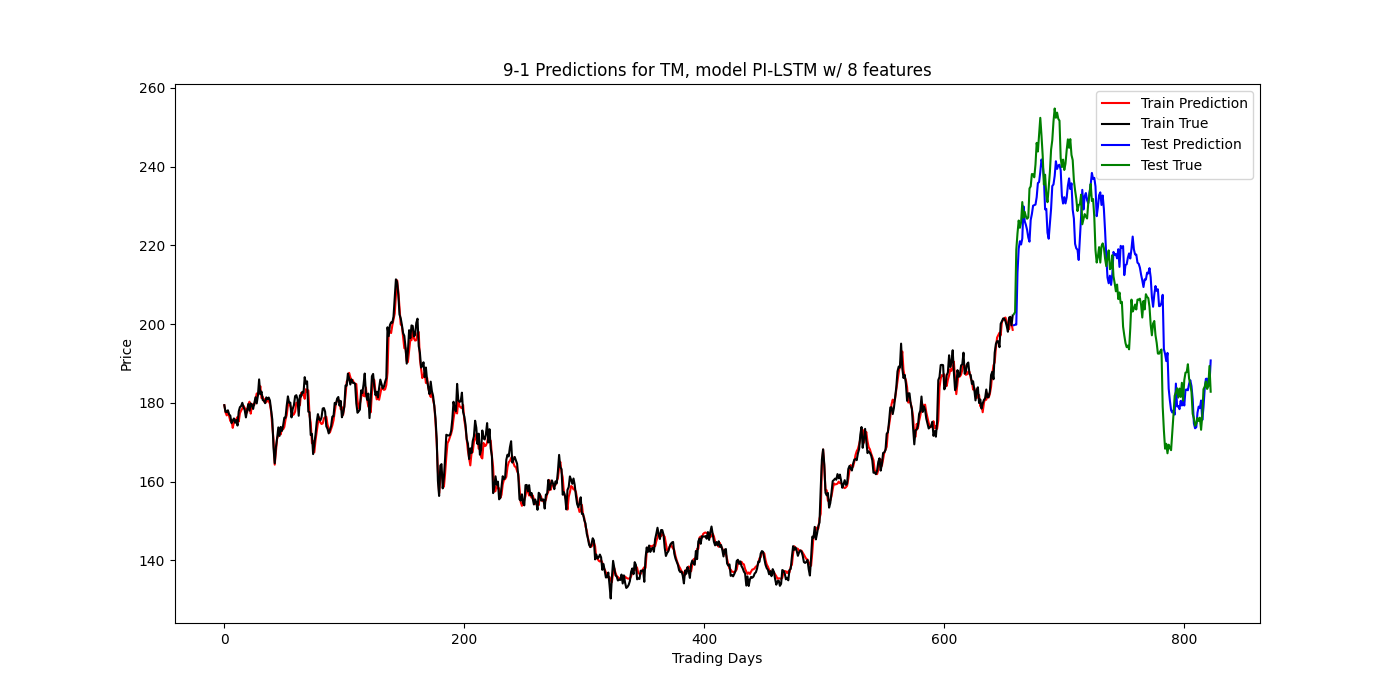 9-1 Predictions for TM, model PI-LSTM w/ 8 features
260
240
220
200
180
160
140
Price
Train Prediction
Train True
Test Prediction
Test True
0
200
400
600
800
Trading Days